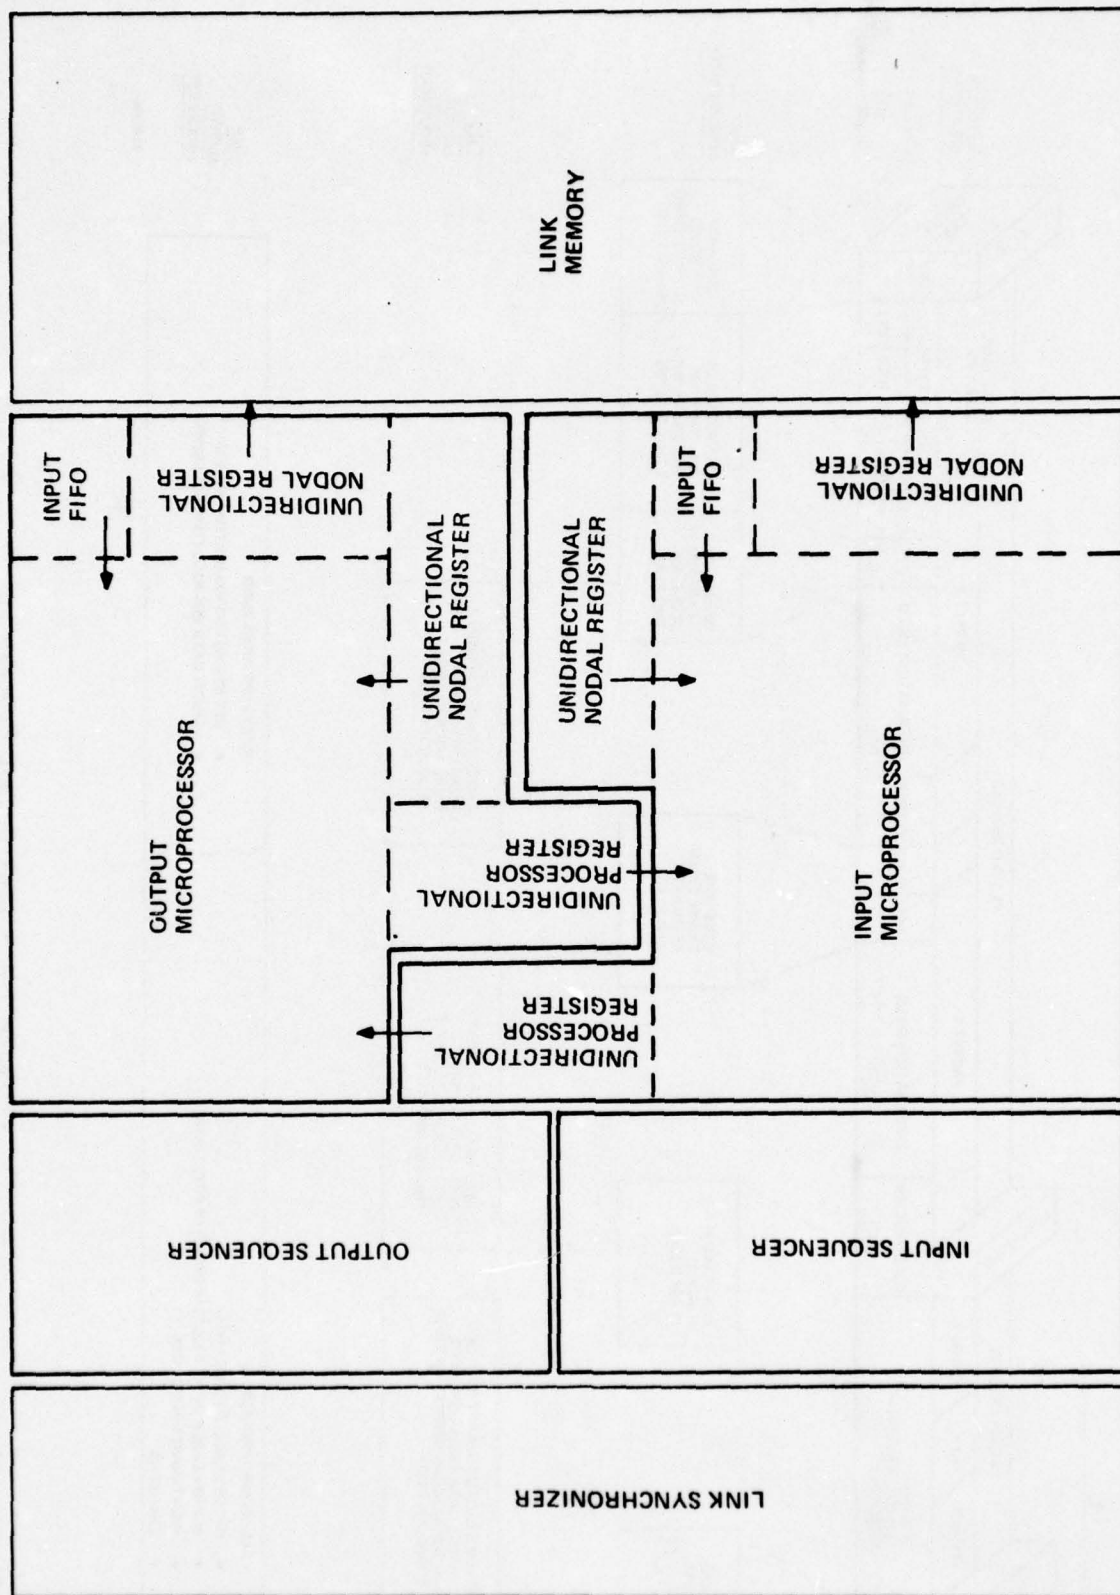 LINK
MEMORY
INPUT
FIFO
UNIDIRECTIONAL
NODAL REGISTER
OUTPUT
MICROPROCESSOR
UNIDIRECTIONAL
NODAL REGISTER
UNIDIRECTIONAL
NODAL REGISTER
INPUT
FIFO
UNIDIRECTIONAL
NODAL REGISTER
UNIDIRECTIONAL
PROCESSOR
REGISTER
INPUT
MICROPROCESSOR
UNIDIRECTIONAL
PROCESSOR
REGISTER
OUTPUT SEQUENCER
INPUT SEQUENCER
LINK SYNCHRONIZER